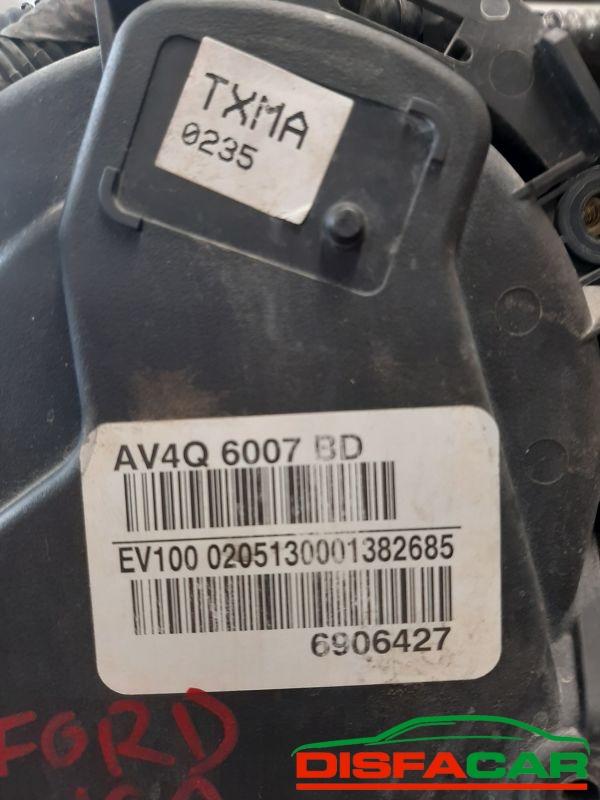 TXMA
0235
AV4Q 6007 BD
EV100 0205130001382685
6906427
FORD
DISFACAR